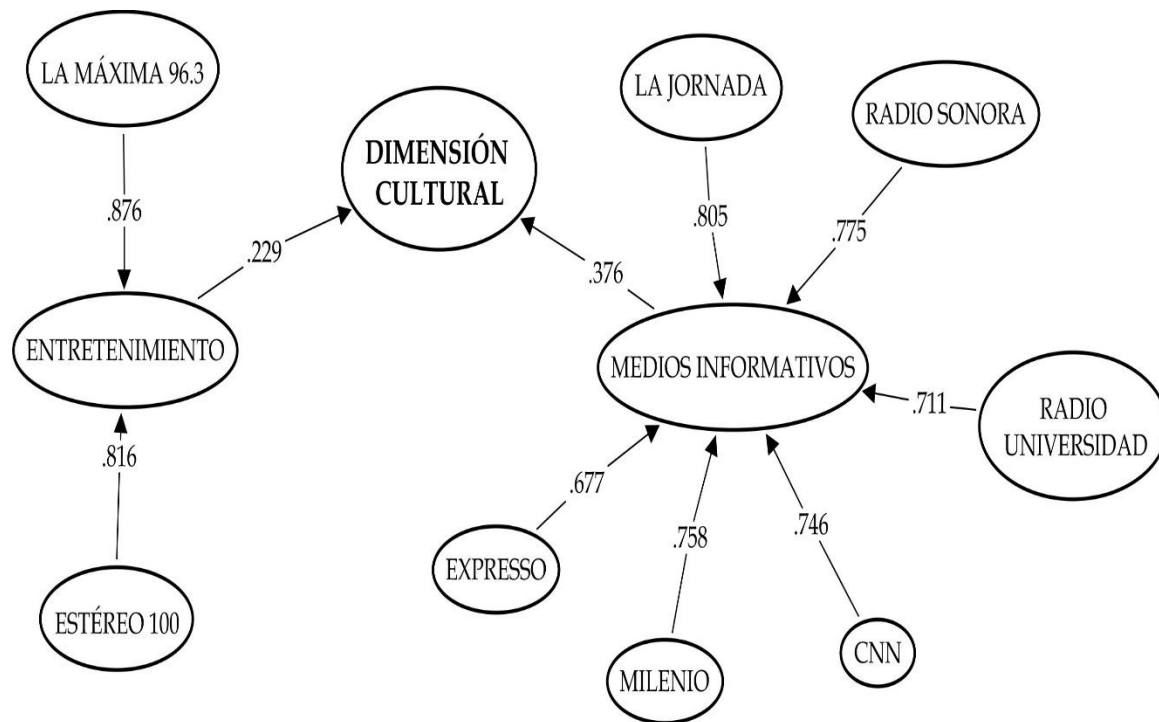 LA MÁXIMA 96.3
LA JORNADA
RADIO SONORA
DIMENSIÓN
CULTURAL
.876
.805
.775
.229
.376
ENTRETENIMIENTO
MEDIOS INFORMATIVOS
.711
RADIO
UNIVERSIDAD
.816
.677
.758
.746
EXPRESSO
ESTÉREO 100
MILENIO
CNN